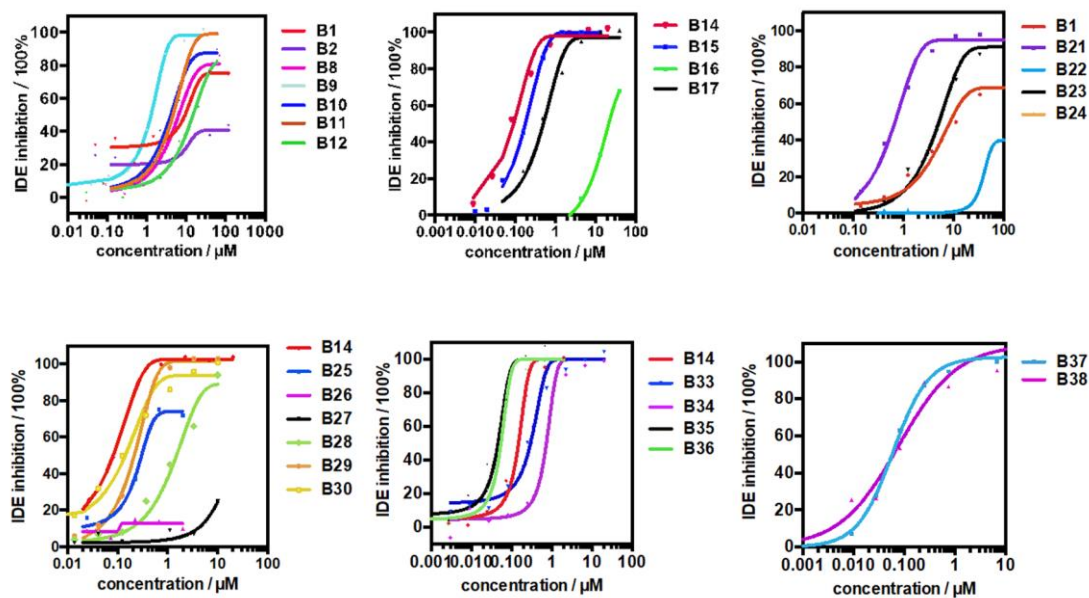 IDE inhibition / 100%
100
80
60
40
20
0
0.01 0.1 1 10 100 1000
concentration / µM
B1
B2
B8
B9
B10
B11
B12
IDE inhibition / 100%
100
80
60
40
20
0
0.0010.010 0.100 1 10 100
concentration / µM
B14
B15
B16
B17
IDE inhibition / 100%
100
80
60
40
20
0
0.01 0.10 1 10 100
concentration / µM
B1
B21
B22
B23
B24
IDE inhibition / 100%
100
80
60
40
20
0
0.01 0.1 1 10 100
concentration / µM
B14
B25
B26
B27
B28
B29
B30
IDE inhibition / 100%
100
80
60
40
20
0
0.001 0.01 0.1 1 10 100
concentration / µM
B14
B33
B34
B35
B36
IDE inhibition / 100%
100
80
60
40
20
0
0.001 0.01 0.100 1 10
concentration / µM
B37
B38